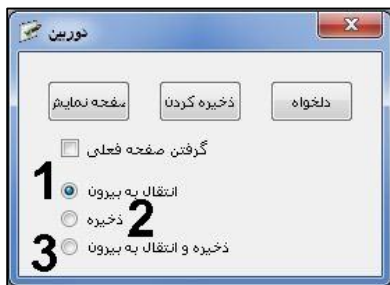 دوربین
دلخواه ذخیره کردن صفحه نمایش
گرفتن صفحه فعلی
1 انتقال به بیرون
ذخیره 2
3 ذخیره و انتقال به بیرون